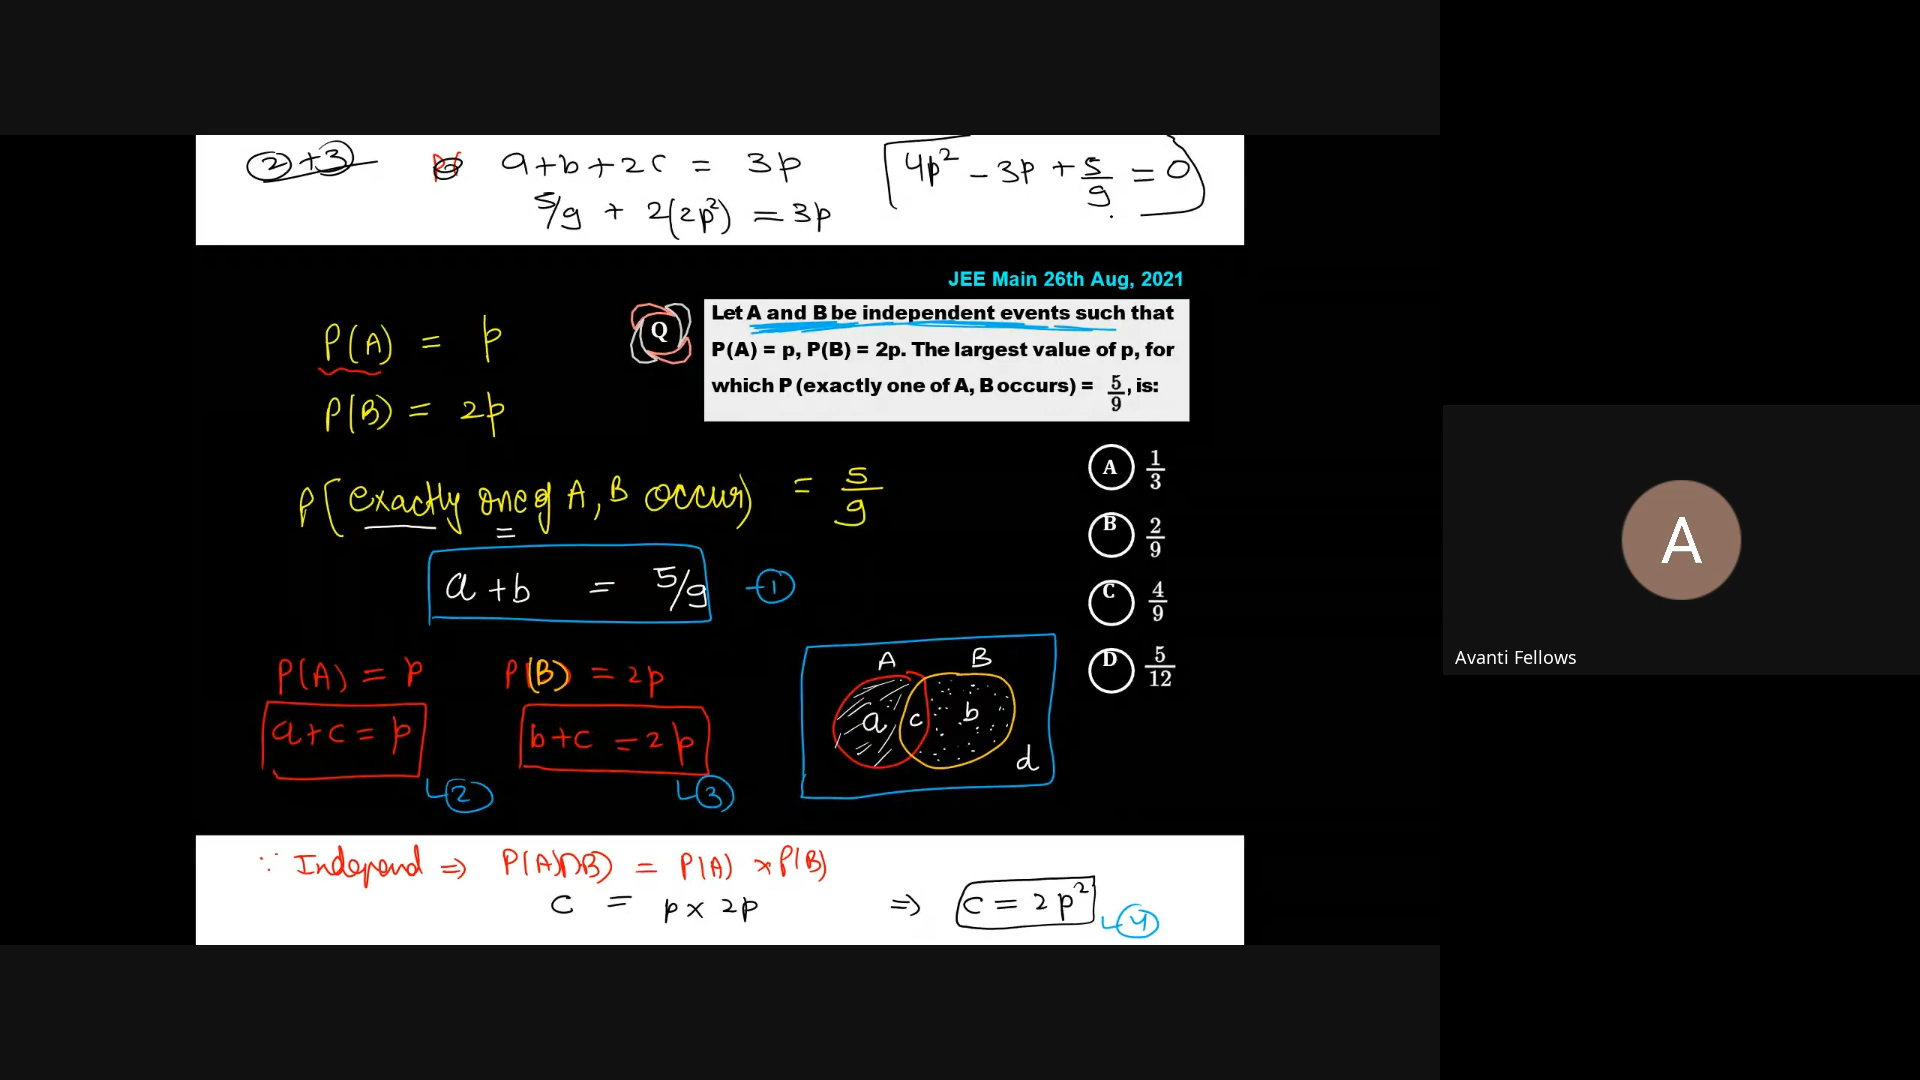 ②+③ a+b+2c = 3p
5/9 + 2(2p²) = 3p
4p² - 3p + 5/9 = 0
JEE Main 26th Aug, 2021
Q
Let A and B be independent events such that
P(A) = p, P(B) = 2p. The largest value of p, for
which P (exactly one of A, B occurs) = 5/9, is:
A 1/3
B 2/9
C 4/9
D 5/12
P(A) = p
P(B) = 2p
P(exactly one of A, B occur) = 5/9
a+b = 5/9 -①
P(A) = p P(B) = 2p
a+c = p b+c = 2p
② ③
A B
a c b
d
∵ Independ ⇒ P(A∩B) = P(A) × P(B)
c = p × 2p ⇒ c = 2p²
④
A
Avanti Fellows